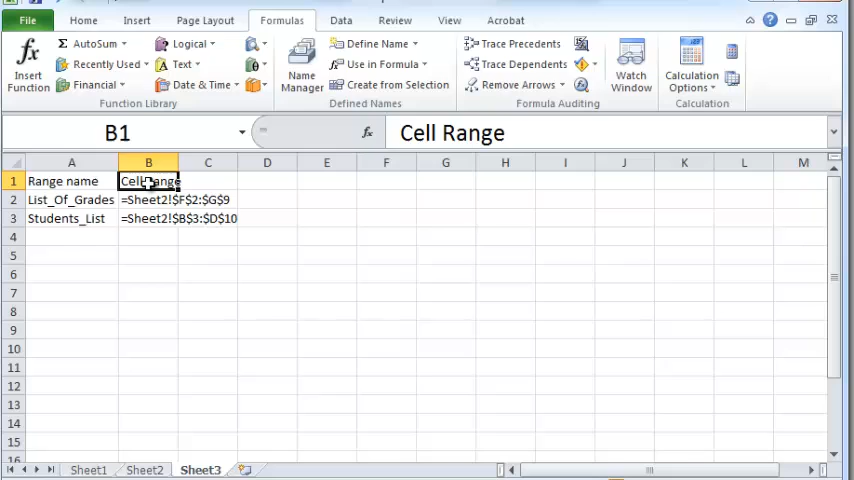 File Home Insert Page Layout Formulas Data Review View Acrobat
fx Σ AutoSum Logical Define Name Trace Precedents
Recently Used Text Use in Formula Trace Dependents
Insert Function Financial Date & Time Name Manager Create from Selection Remove Arrows Watch Window Calculation Options
Function Library Defined Names Formula Auditing Calculation
B1 = fx Cell Range
A B C D E F G H I J K L M
1 Range name Cell Range
2 List_Of_Grades =Sheet2!$F$2:$G$9
3 Students_List =Sheet2!$B$3:$D$10
4
5
6
7
8
9
10
11
12
13
14
15
16
Sheet1 Sheet2 Sheet3